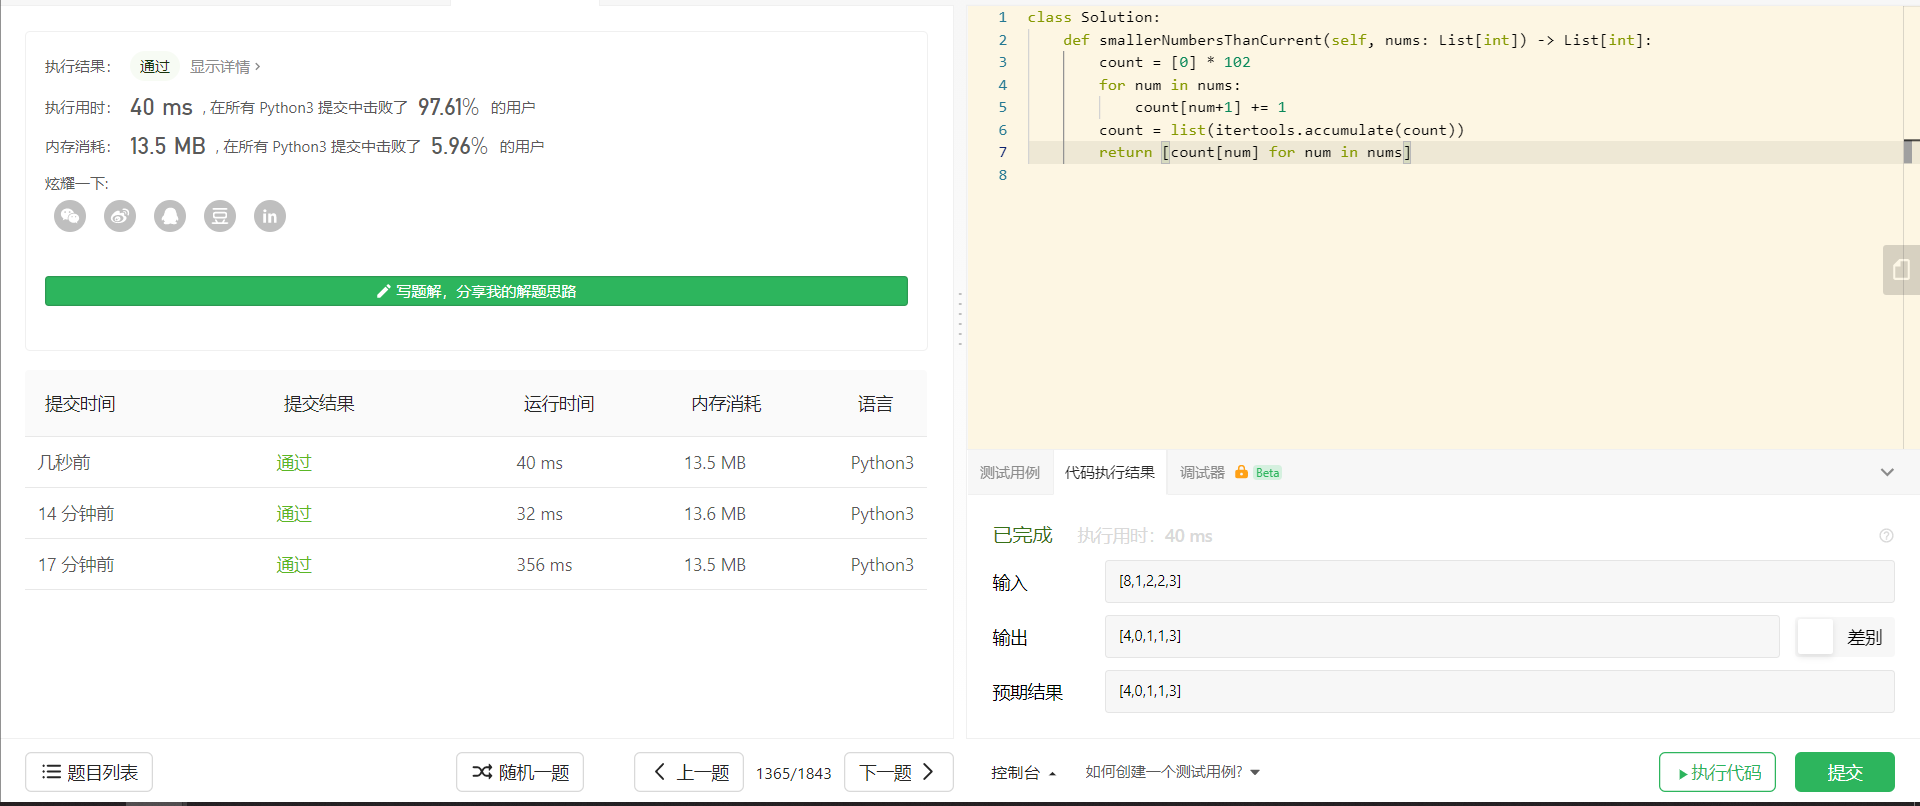 执行结果： 通过 显示详情 >
执行用时： 40 ms ，在所有 Python3 提交中击败了 97.61% 的用户
内存消耗： 13.5 MB ，在所有 Python3 提交中击败了 5.96% 的用户
炫耀一下:
写题解，分享我的解题思路
提交时间 提交结果 运行时间 内存消耗 语言
几秒前 通过 40 ms 13.5 MB Python3
14 分钟前 通过 32 ms 13.6 MB Python3
17 分钟前 通过 356 ms 13.5 MB Python3
题目列表 随机一题 上一题 1365/1843 下一题
1 class Solution:
2     def smallerNumbersThanCurrent(self, nums: List[int]) -> List[int]:
3         count = [0] * 102
4         for num in nums:
5             count[num+1] += 1
6         count = list(itertools.accumulate(count))
7         return [count[num] for num in nums]
8
测试用例 代码执行结果 调试器 Beta
已完成 执行用时：40 ms
输入 [8,1,2,2,3]
输出 [4,0,1,1,3] 差别
预期结果 [4,0,1,1,3]
控制台 如何创建一个测试用例? 执行代码 提交